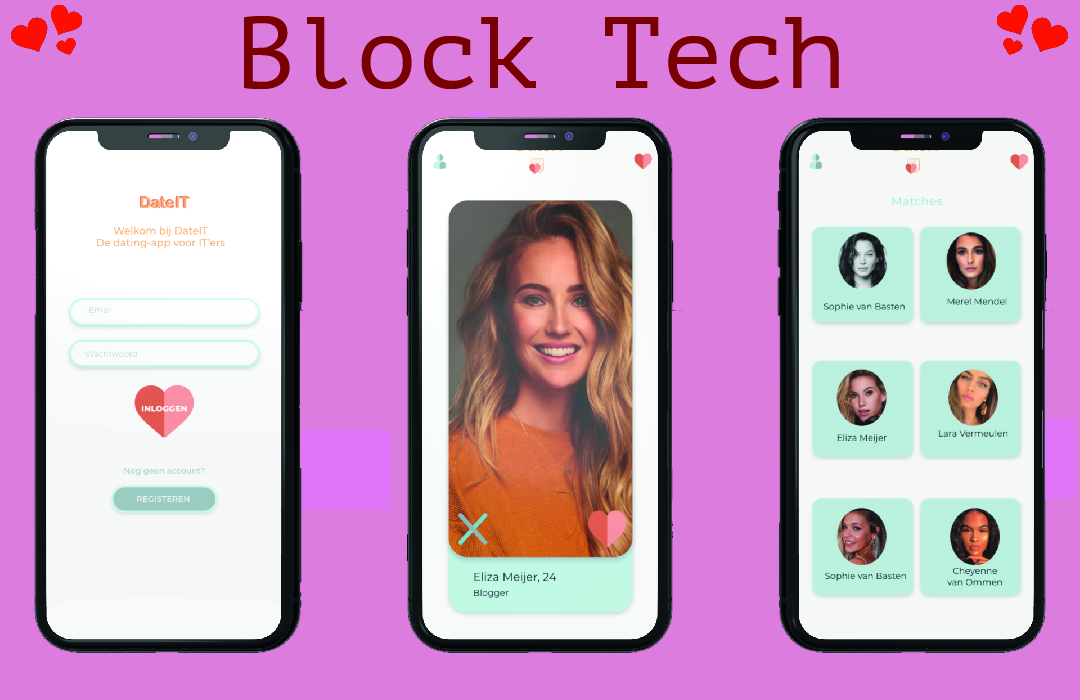 Block Tech
DateIT
Welkom bij DateIT
De dating-app voor IT'ers
Email
Wachtwoord
INLOGGEN
Nog geen account?
REGISTEREN
Eliza Meijer, 24
Blogger
Matches
Sophie van Basten
Merel Mendel
Eliza Meijer
Lara Vermeulen
Sophie van Basten
Cheyenne
van Ommen